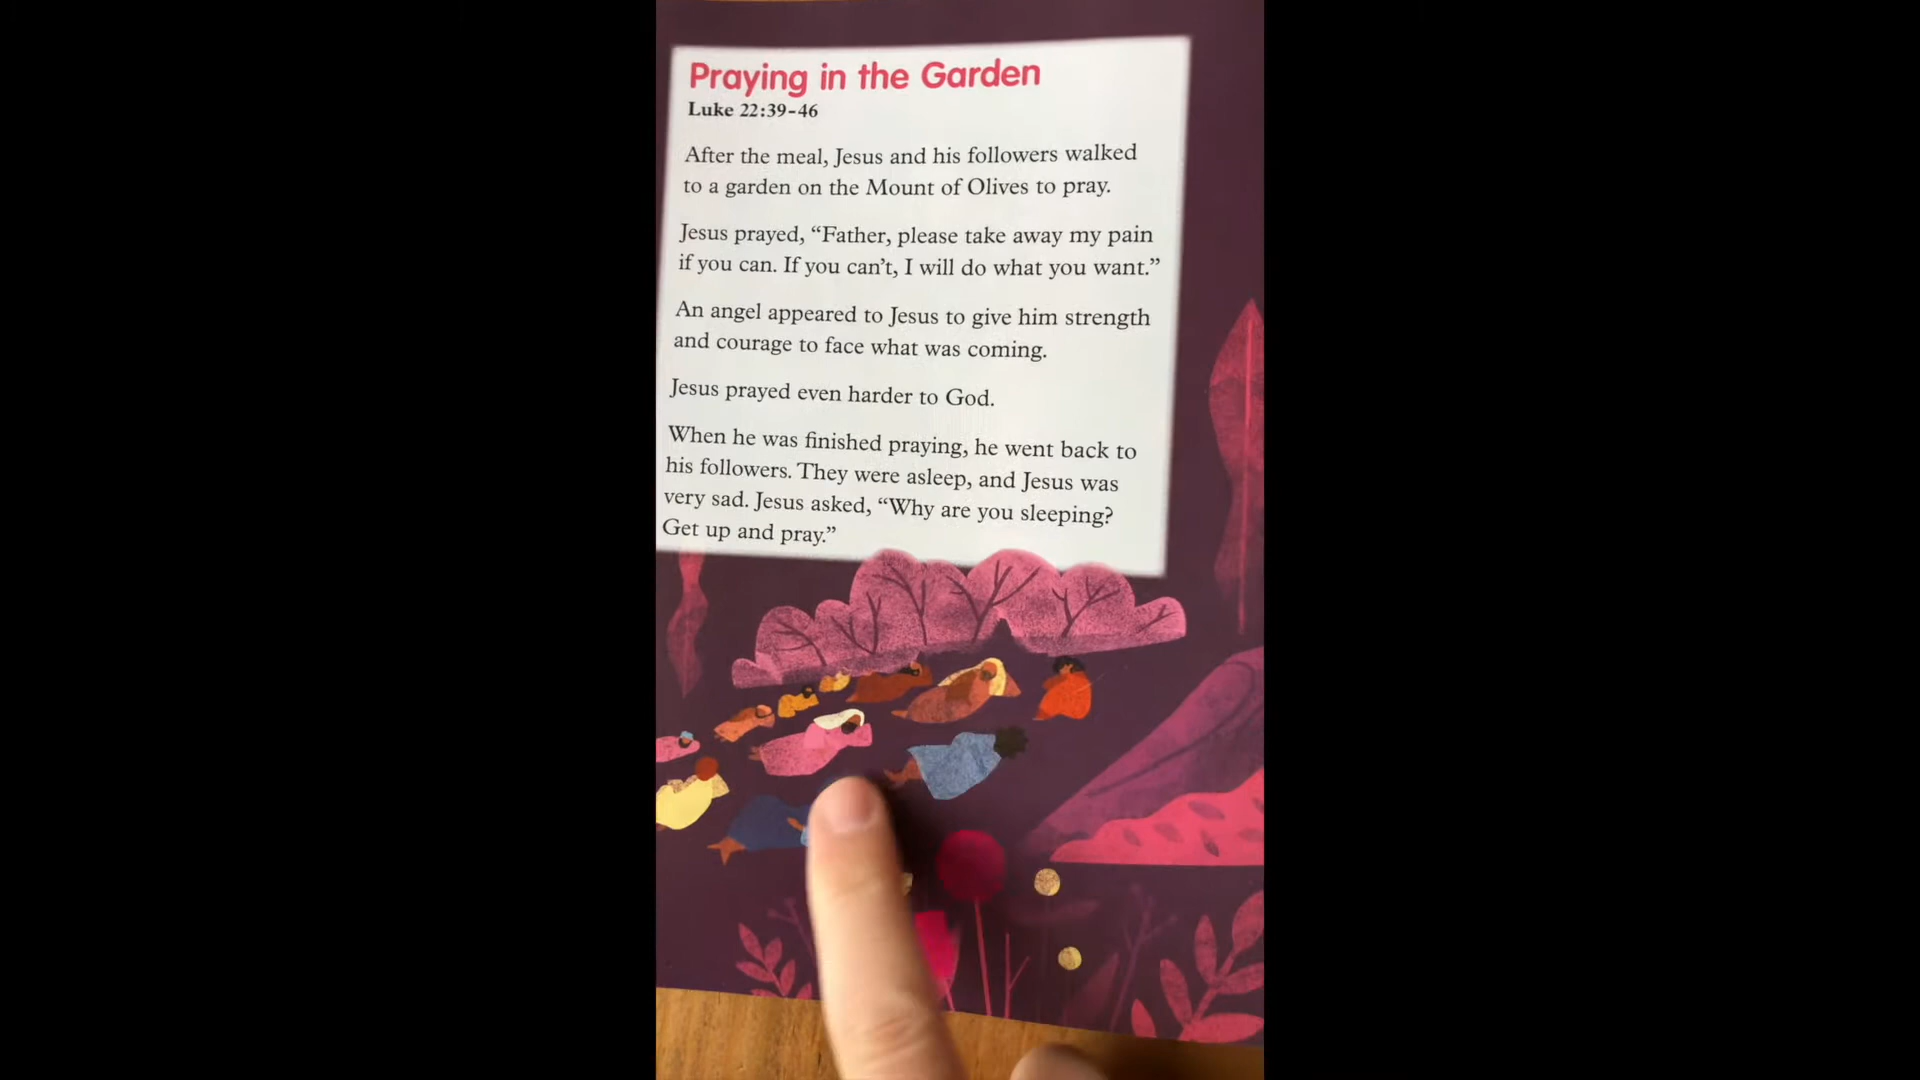 Praying in the Garden
Luke 22:39-46
After the meal, Jesus and his followers walked
to a garden on the Mount of Olives to pray.
Jesus prayed, “Father, please take away my pain
if you can. If you can’t, I will do what you want.”
An angel appeared to Jesus to give him strength
and courage to face what was coming.
Jesus prayed even harder to God.
When he was finished praying, he went back to
his followers. They were asleep, and Jesus was
very sad. Jesus asked, “Why are you sleeping?
Get up and pray.”